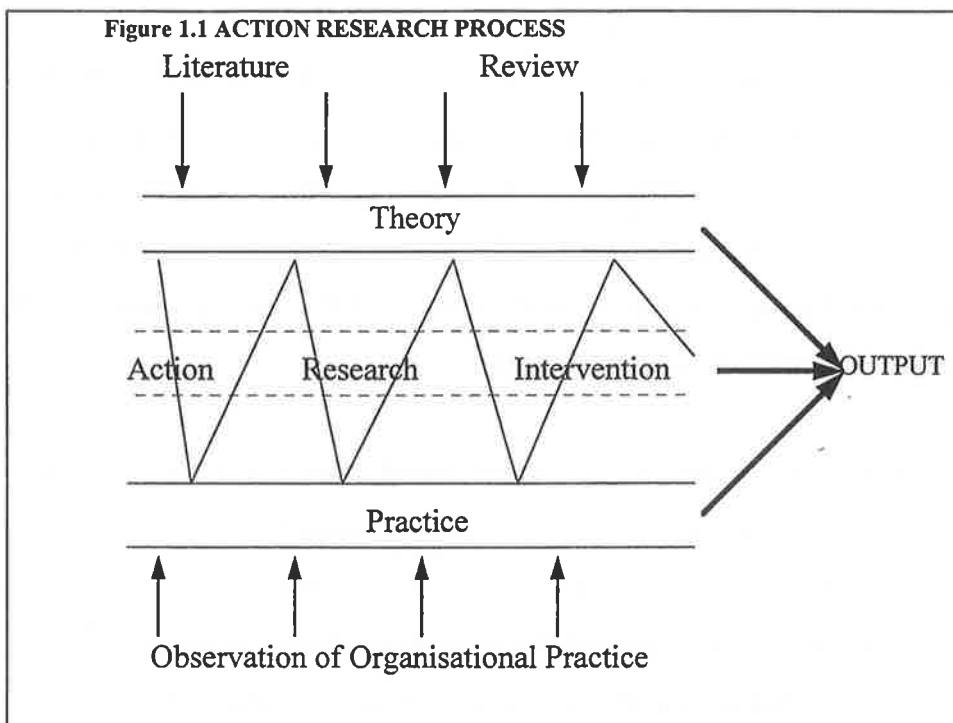 Figure 1.1 ACTION RESEARCH PROCESS
Literature Review
Theory
Action Research Intervention
OUTPUT
Practice
Observation of Organisational Practice